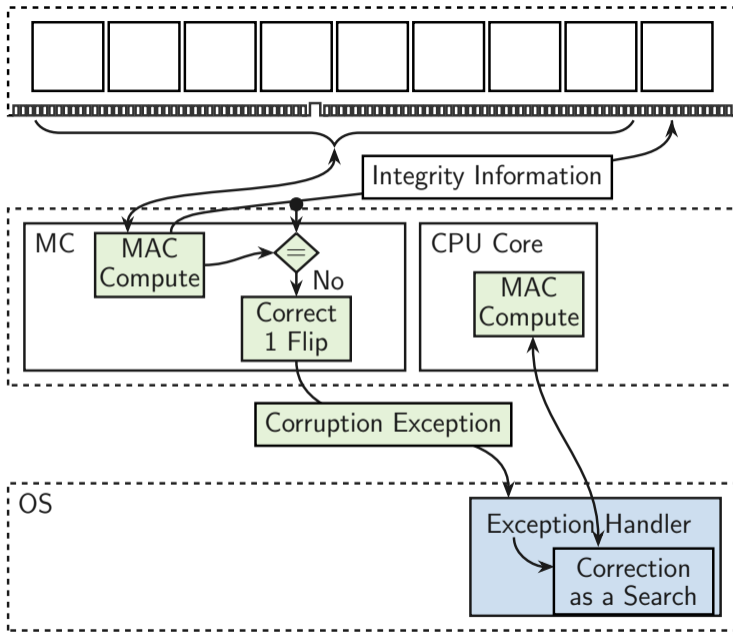 Integrity Information
MC
MAC
Compute
=
No
Correct
1 Flip
CPU Core
MAC
Compute
Corruption Exception
OS
Exception Handler
Correction
as a Search